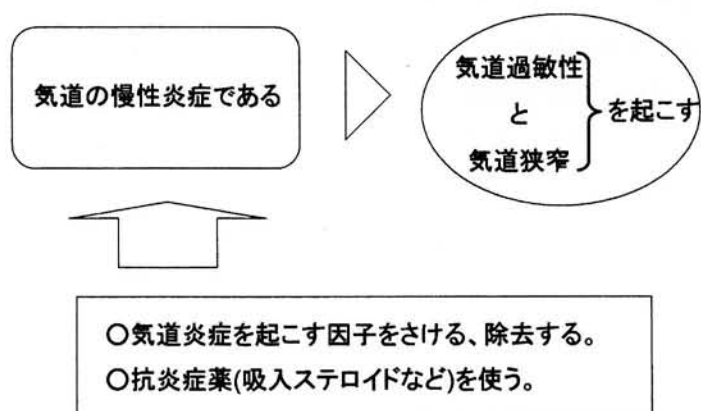 気道の慢性炎症である
気道過敏性
と
気道狭窄
を起こす
○気道炎症を起こす因子をさける、除去する。
○抗炎症薬(吸入ステロイドなど)を使う。